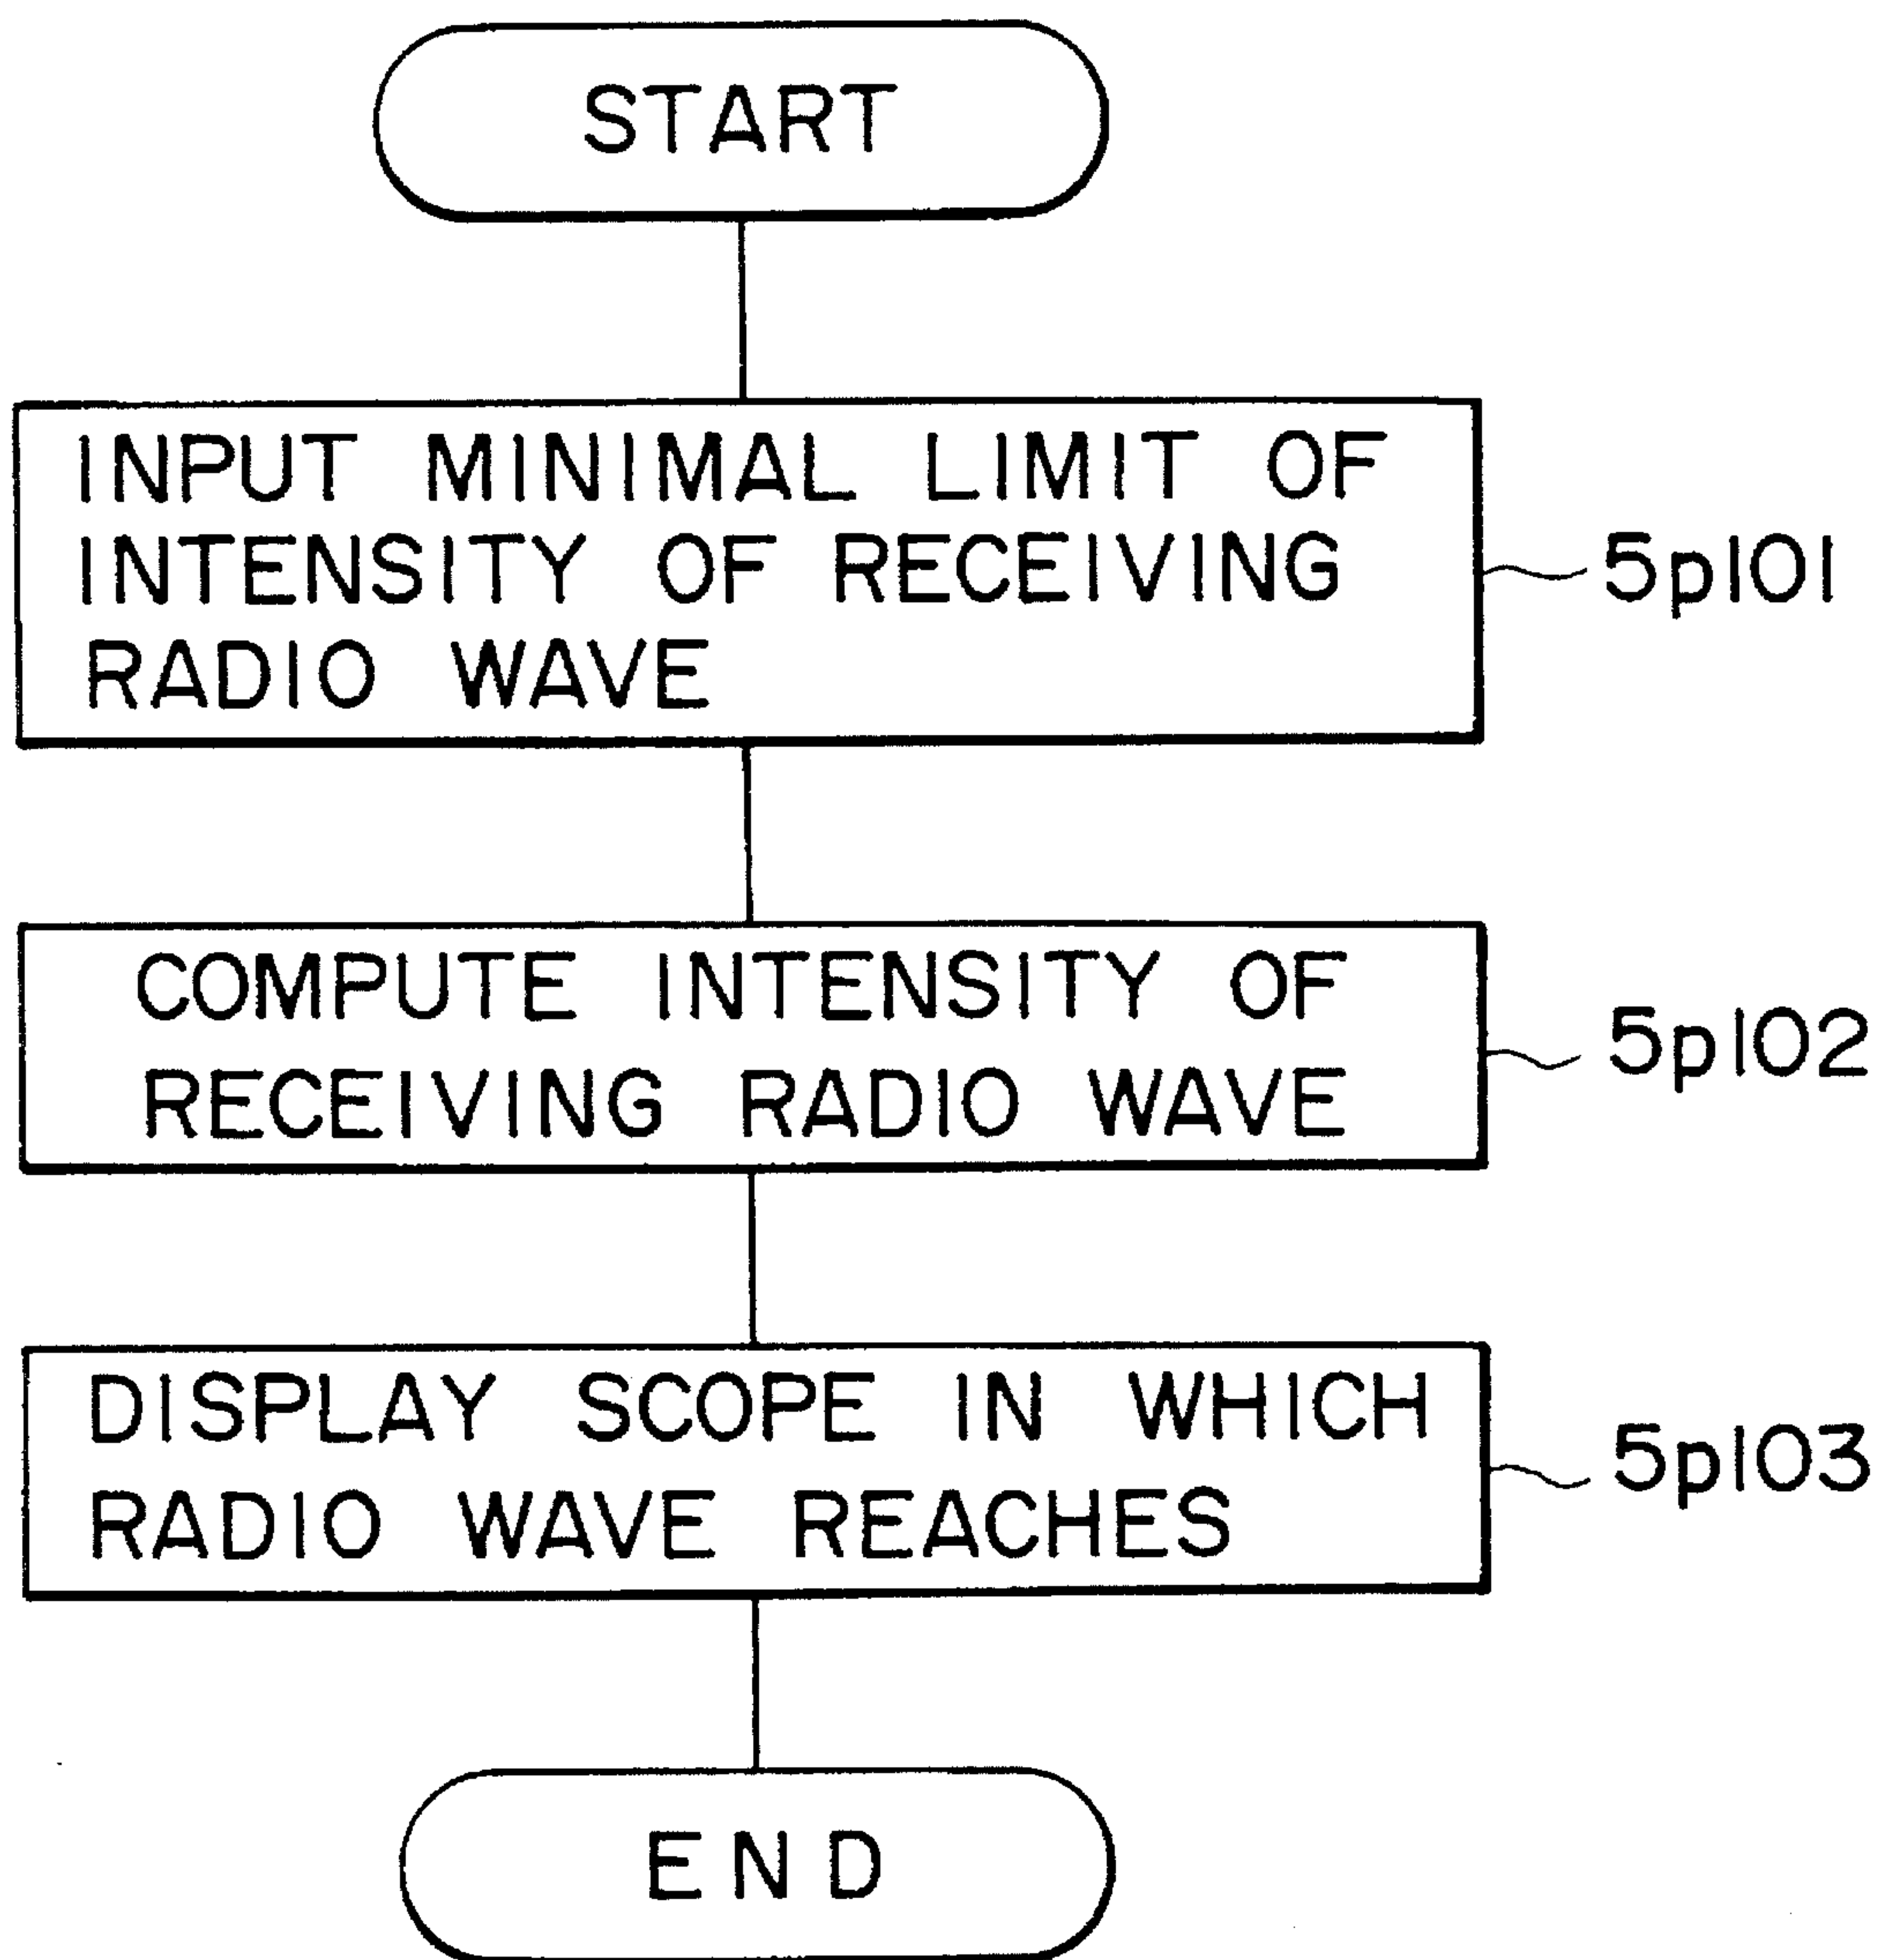 START
INPUT MINIMAL LIMIT OF
INTENSITY OF RECEIVING
RADIO WAVE
5p101
COMPUTE INTENSITY OF
RECEIVING RADIO WAVE
5p102
DISPLAY SCOPE IN WHICH
RADIO WAVE REACHES
5p103
END